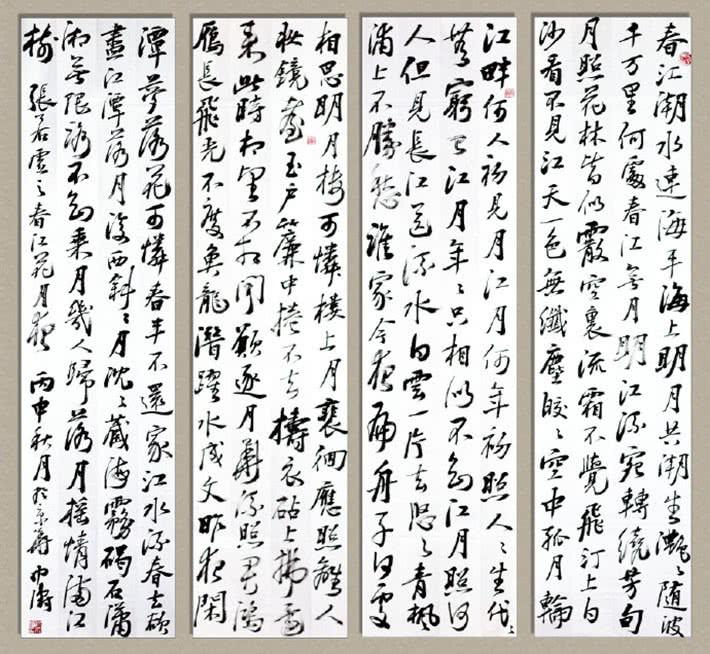 春江潮水連海平海上明月共潮生灧〻随波
千万里何處春江無月明江流宛轉繞芳甸
月照花林皆似霰空裏流霜不覺飛汀上白
沙看不見江天一色無纖塵皎〻空中孤月輪
江畔何人初見月江月何年初照人〻生代〻
無窮已江月年〻只相似不知江月照何
人但見長江送流水白雲一片去悠〻青楓
浦上不勝愁誰家今夜扁舟子何處
相思明月樓可憐樓上月裴徊應照離人
妝鏡臺玉戶簾中捲不去擣衣砧上拂還
來此時相望不相聞願逐月華流照君鴻
鴈長飛光不度魚龍潛躍水成文昨夜閑
潭夢落花可憐春半不還家江水流春去欲
盡江潭落月復西斜〻月沈〻藏海霧碣石瀟
湘無限路不知乘月幾人歸落月搖情滿江
樹 張若虛之春江花月夜 丙申秋月於京華